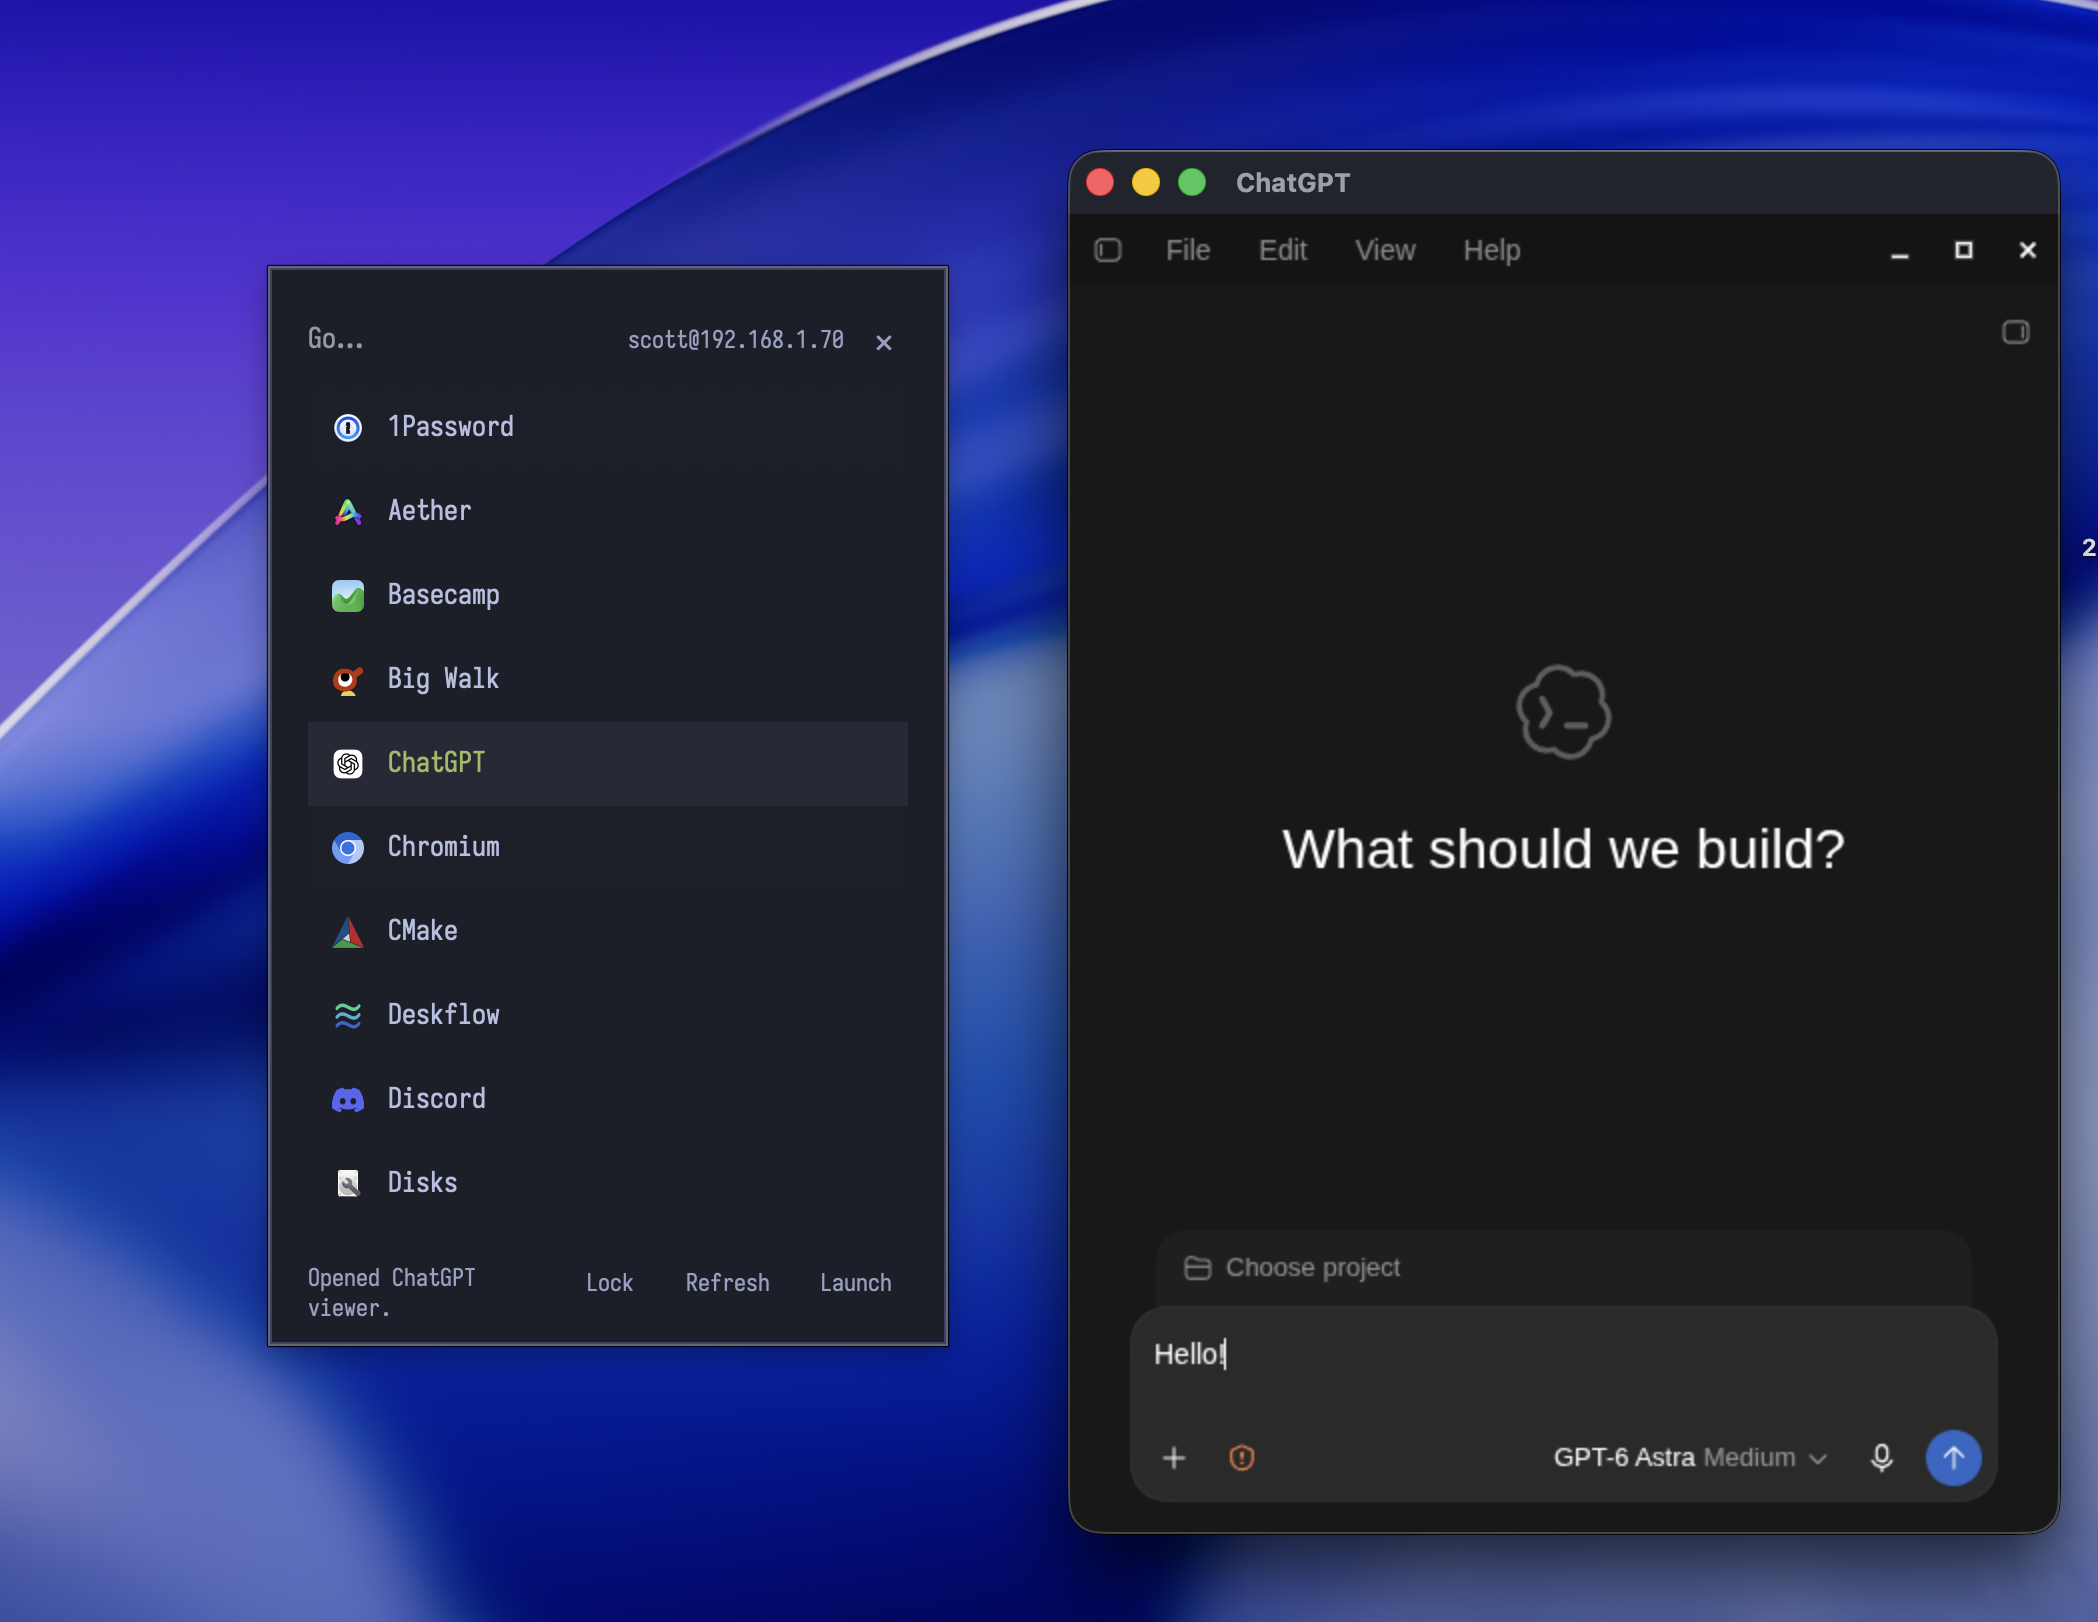 Go...
scott@192.168.1.70
1Password
Aether
Basecamp
Big Walk
ChatGPT
Chromium
CMake
Deskflow
Discord
Disks
Opened ChatGPT
viewer.
Lock Refresh Launch
ChatGPT
File Edit View Help
What should we build?
Choose project
Hello!
GPT-6 Astra Medium
2